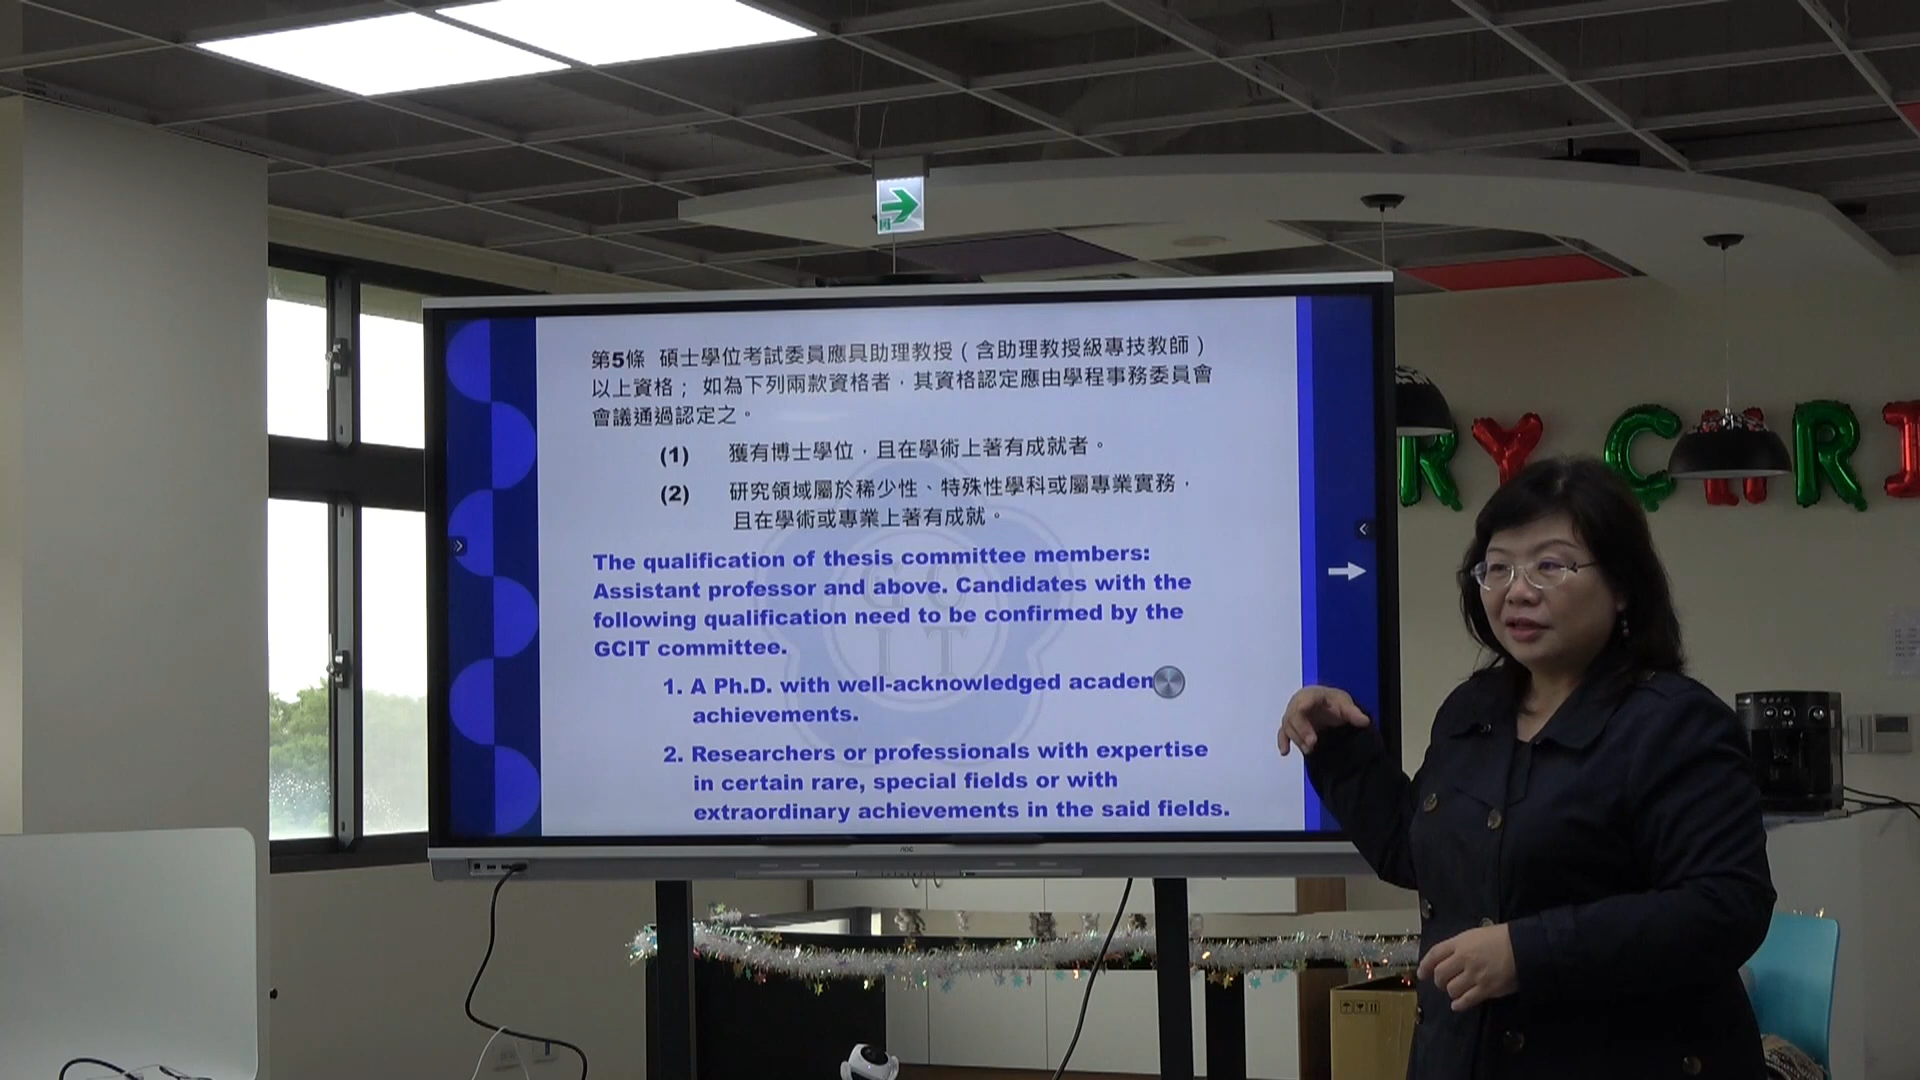 第5條 碩士學位考試委員應具助理教授（含助理教授級專技教師）
以上資格； 如為下列兩款資格者，其資格認定應由學程事務委員會
會議通過認定之。
(1) 獲有博士學位，且在學術上著有成就者。
(2) 研究領域屬於稀少性、特殊性學科或屬專業實務，
且在學術或專業上著有成就。
The qualification of thesis committee members:
Assistant professor and above. Candidates with the
following qualification need to be confirmed by the
GCIT committee.
1. A Ph.D. with well-acknowledged academ
achievements.
2. Researchers or professionals with expertise
in certain rare, special fields or with
extraordinary achievements in the said fields.
GC
IT
AOC
RY CHRI